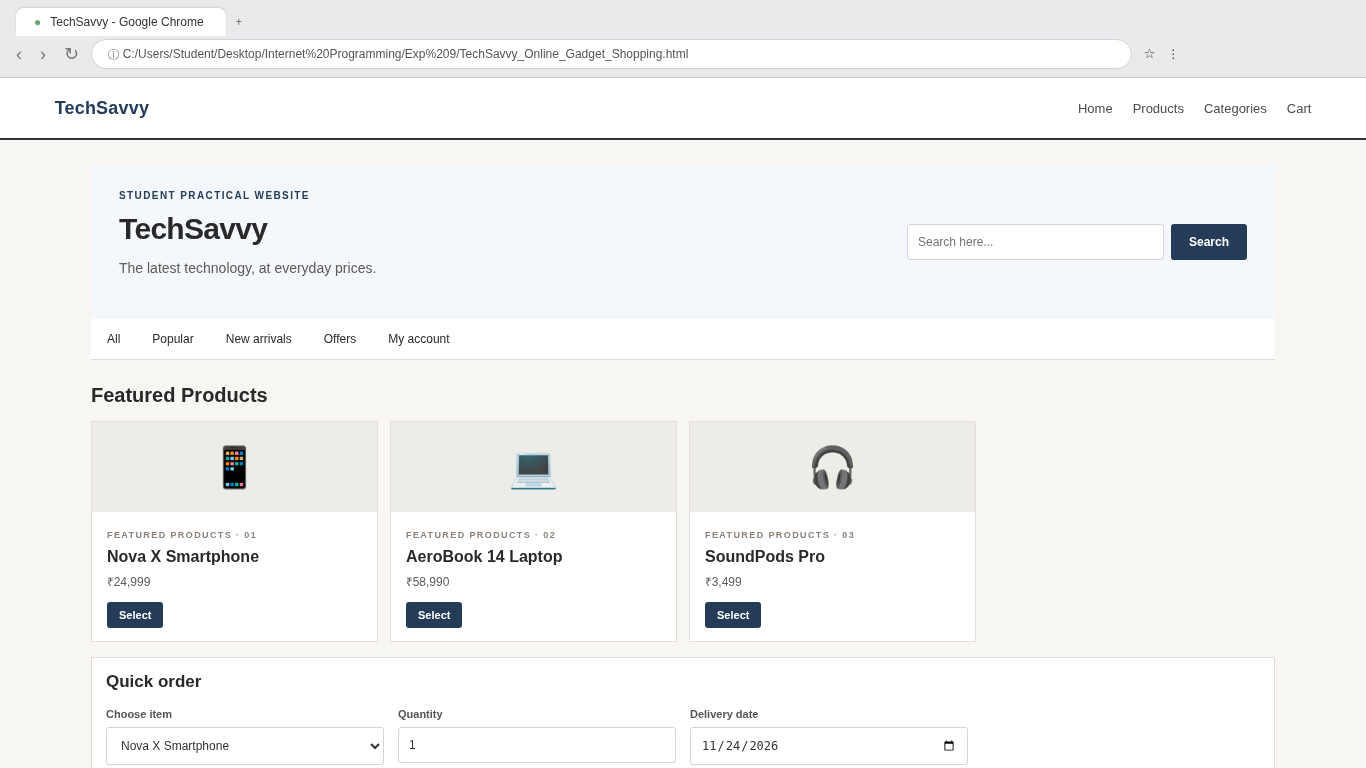 TechSavvy - Google Chrome +
C:/Users/Student/Desktop/Internet%20Programming/Exp%209/TechSavvy_Online_Gadget_Shopping.html
TechSavvy
Home Products Categories Cart
STUDENT PRACTICAL WEBSITE
TechSavvy
The latest technology, at everyday prices.
Search here... Search
All Popular New arrivals Offers My account
Featured Products
FEATURED PRODUCTS · 01
Nova X Smartphone
₹24,999
Select
FEATURED PRODUCTS · 02
AeroBook 14 Laptop
₹58,990
Select
FEATURED PRODUCTS · 03
SoundPods Pro
₹3,499
Select
Quick order
Choose item
Nova X Smartphone
Quantity
1
Delivery date
11/24/2026